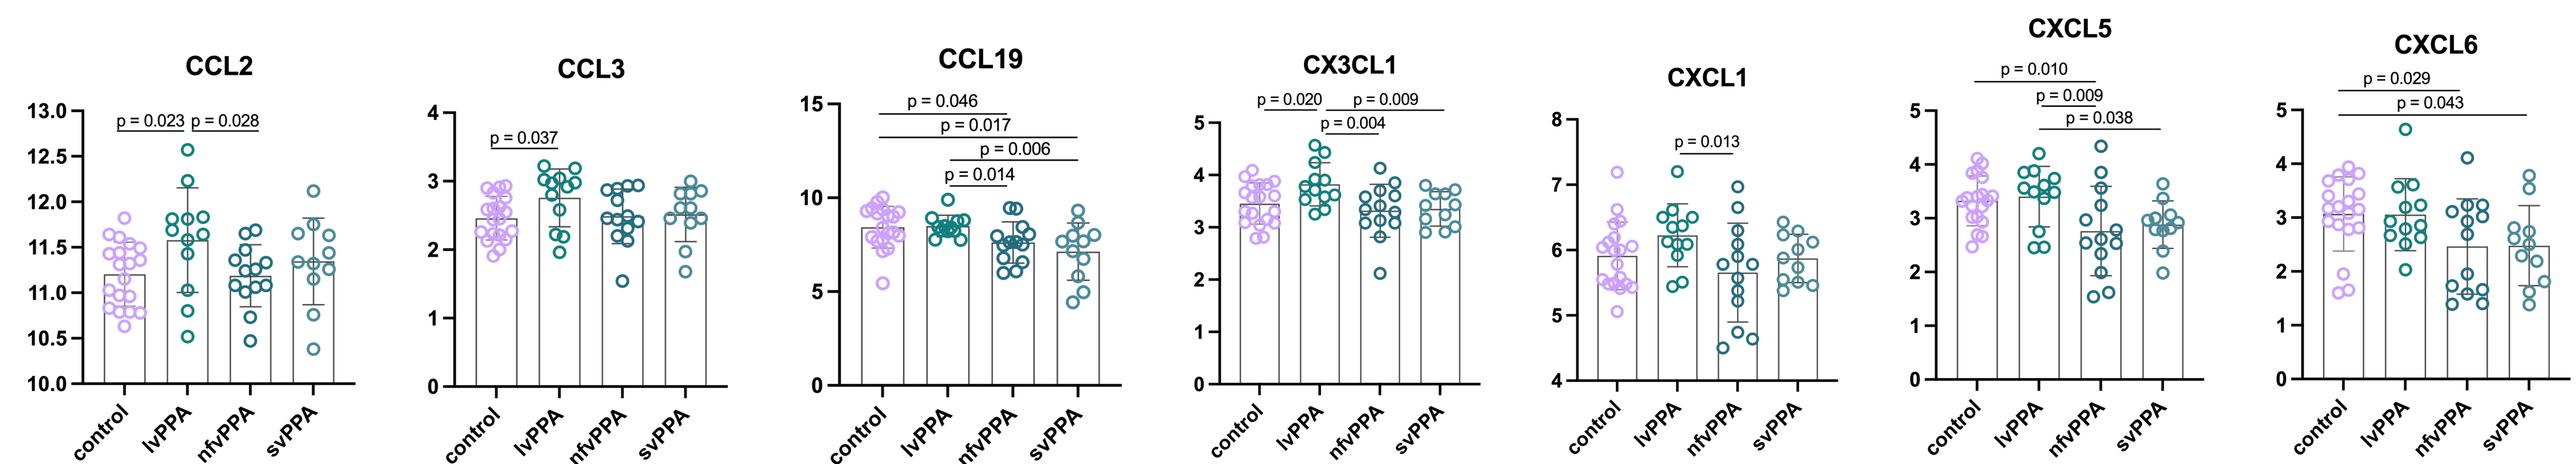 CCL2
13.0
12.5
12.0
11.5
11.0
10.5
10.0
p = 0.023 p = 0.028
control
lvPPA
nfvPPA
svPPA
CCL3
4
3
2
1
0
p = 0.037
control
lvPPA
nfvPPA
svPPA
CCL19
15
10
5
0
p = 0.046
p = 0.017
p = 0.006
p = 0.014
control
lvPPA
nfvPPA
svPPA
CX3CL1
5
4
3
2
1
0
p = 0.020 p = 0.009
p = 0.004
control
lvPPA
nfvPPA
svPPA
CXCL1
8
7
6
5
4
p = 0.013
control
lvPPA
nfvPPA
svPPA
CXCL5
5
4
3
2
1
0
p = 0.010
p = 0.009
p = 0.038
control
lvPPA
nfvPPA
svPPA
CXCL6
5
4
3
2
1
0
p = 0.029
p = 0.043
control
lvPPA
nfvPPA
svPPA